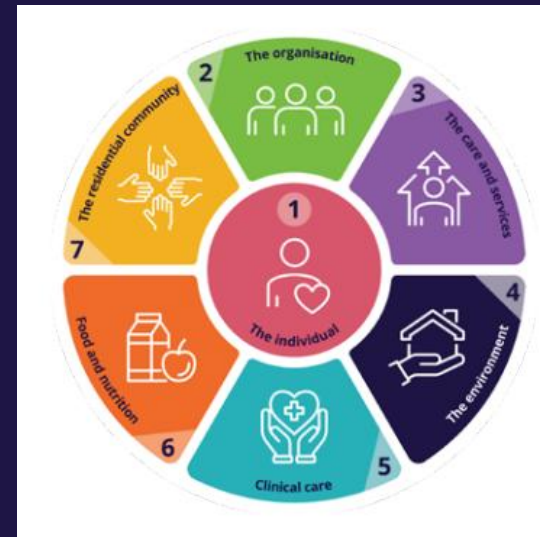 1
The individual
2
The organisation
3
The care and services
4
The environment
5
Clinical care
6
Food and nutrition
7
The residential community